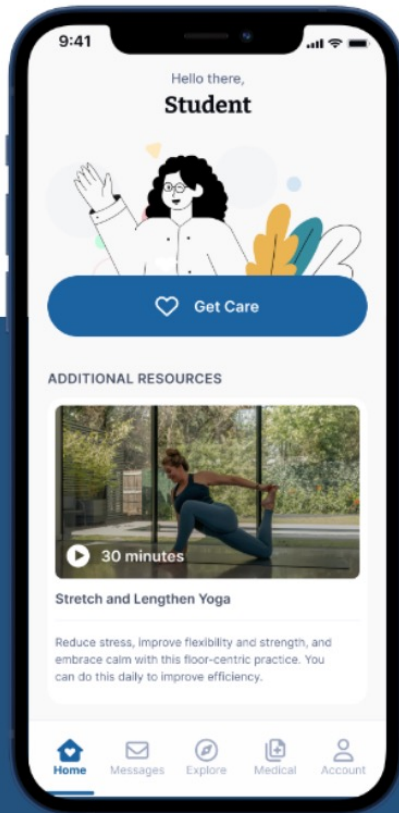 9:41
Hello there,
Student
Get Care
ADDITIONAL RESOURCES
30 minutes
Stretch and Lengthen Yoga
Reduce stress, improve flexibility and strength, and
embrace calm with this floor-centric practice. You
can do this daily to improve efficiency.
Home Messages Explore Medical Account